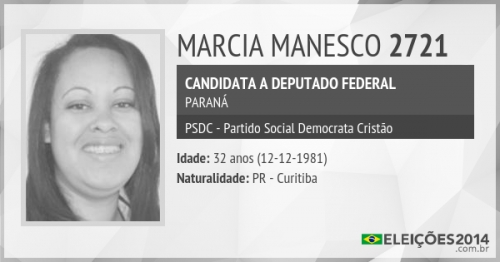 MARCIA MANESCO 2721
CANDIDATA A DEPUTADO FEDERAL
PARANÁ
PSDC - Partido Social Democrata Cristão
Idade: 32 anos (12-12-1981)
Naturalidade: PR - Curitiba
ELEIÇÕES2014
.com.br